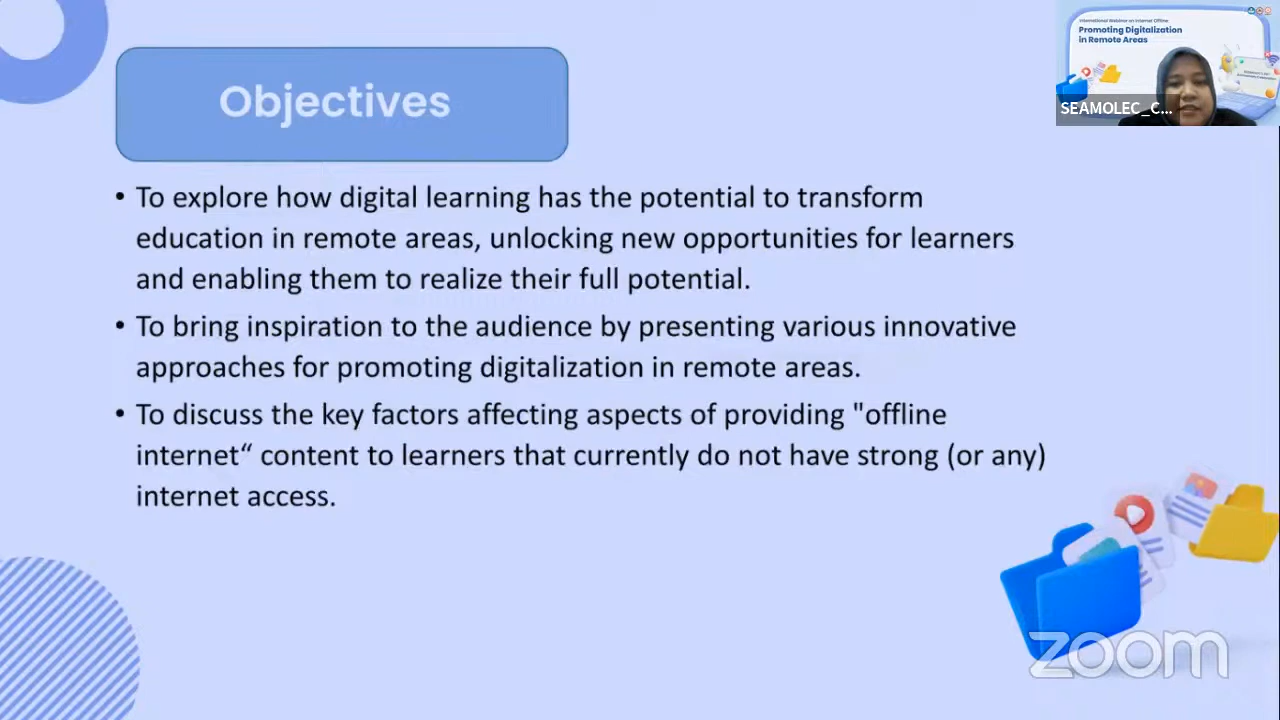 Objectives
• To explore how digital learning has the potential to transform
education in remote areas, unlocking new opportunities for learners
and enabling them to realize their full potential.
• To bring inspiration to the audience by presenting various innovative
approaches for promoting digitalization in remote areas.
• To discuss the key factors affecting aspects of providing "offline
internet“ content to learners that currently do not have strong (or any)
internet access.
International Webinar on Internet Offline
Promoting Digitalization
in Remote Areas
SEAMOLEC_C...
zoom